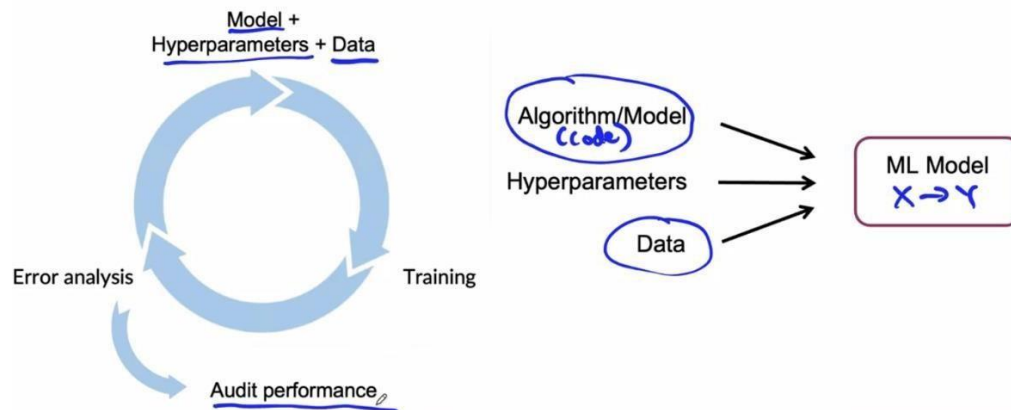 Model +
Hyperparameters + Data
Error analysis
Training
Audit performance
Algorithm/Model
(code)
Hyperparameters
Data
ML Model
X → Y